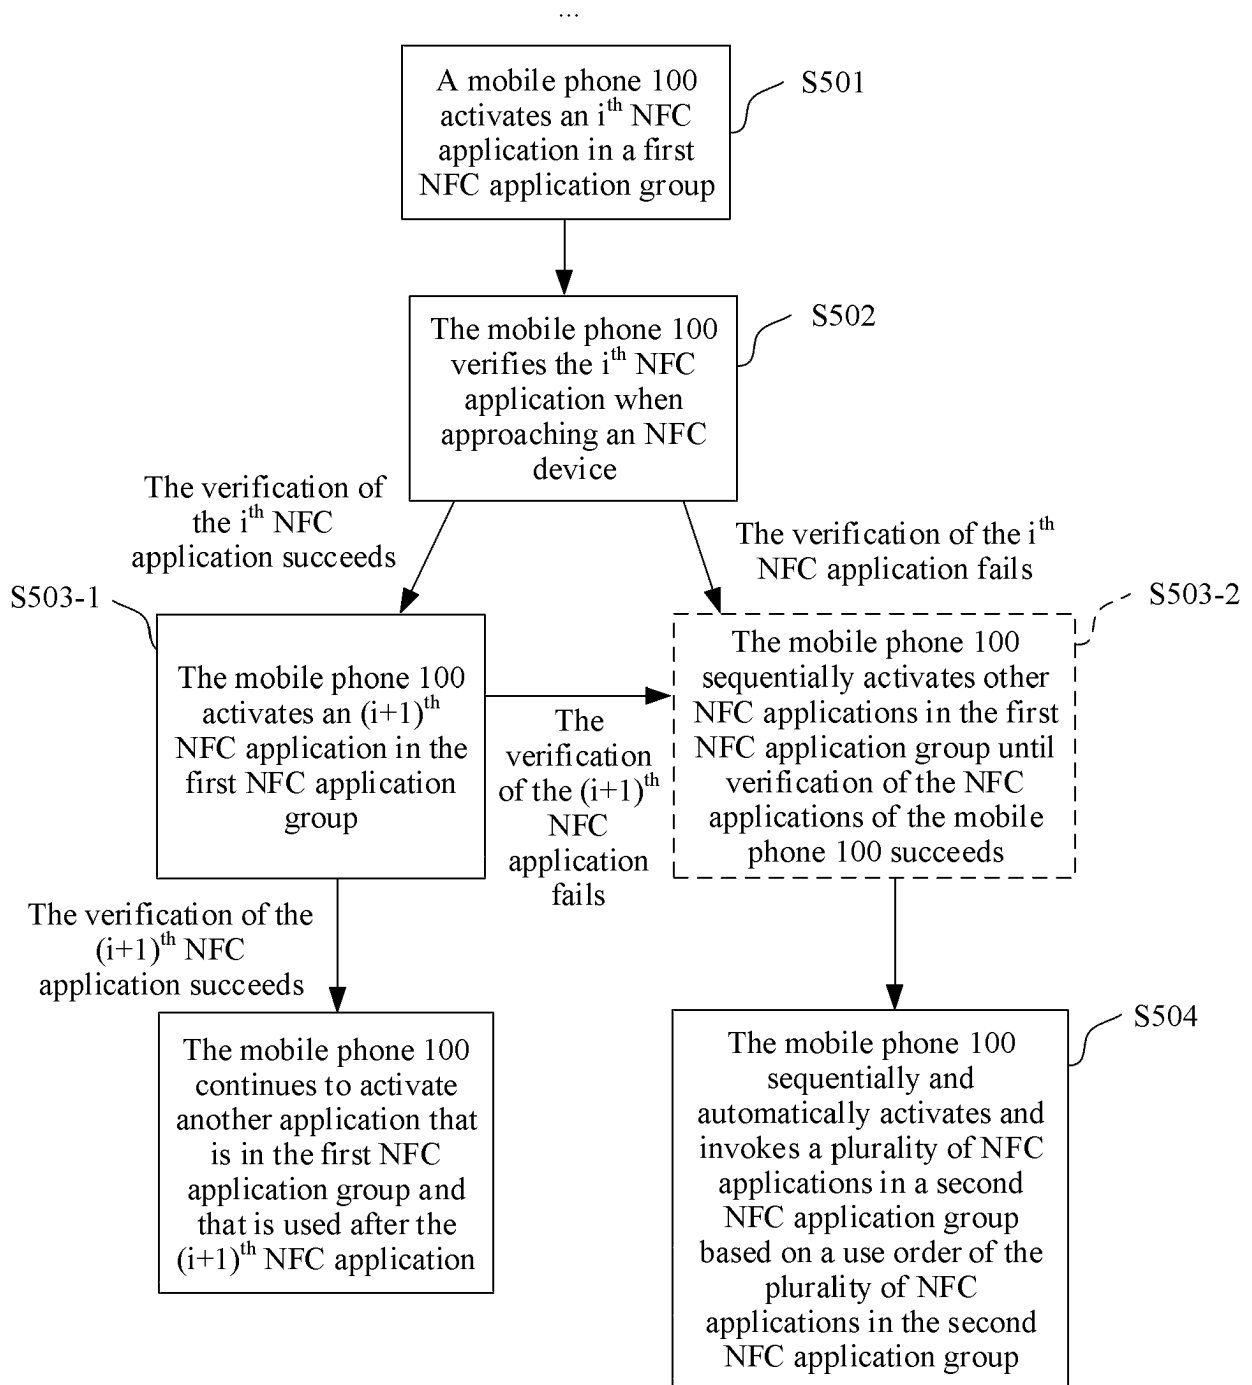 ...
A mobile phone 100
activates an i^th NFC
application in a first
NFC application group
S501
The mobile phone 100
verifies the i^th NFC
application when
approaching an NFC
device
S502
The verification of
the i^th NFC
application succeeds
The verification of the i^th
NFC application fails
S503-1
The mobile phone 100
activates an (i+1)^th
NFC application in the
first NFC application
group
The
verification
of the (i+1)^th
NFC
application
fails
S503-2
The mobile phone 100
sequentially activates other
NFC applications in the first
NFC application group until
verification of the NFC
applications of the mobile
phone 100 succeeds
The verification of the
(i+1)^th NFC
application succeeds
The mobile phone 100
continues to activate
another application that
is in the first NFC
application group and
that is used after the
(i+1)^th NFC application
S504
The mobile phone 100
sequentially and
automatically activates and
invokes a plurality of NFC
applications in a second
NFC application group
based on a use order of the
plurality of NFC
applications in the second
NFC application group